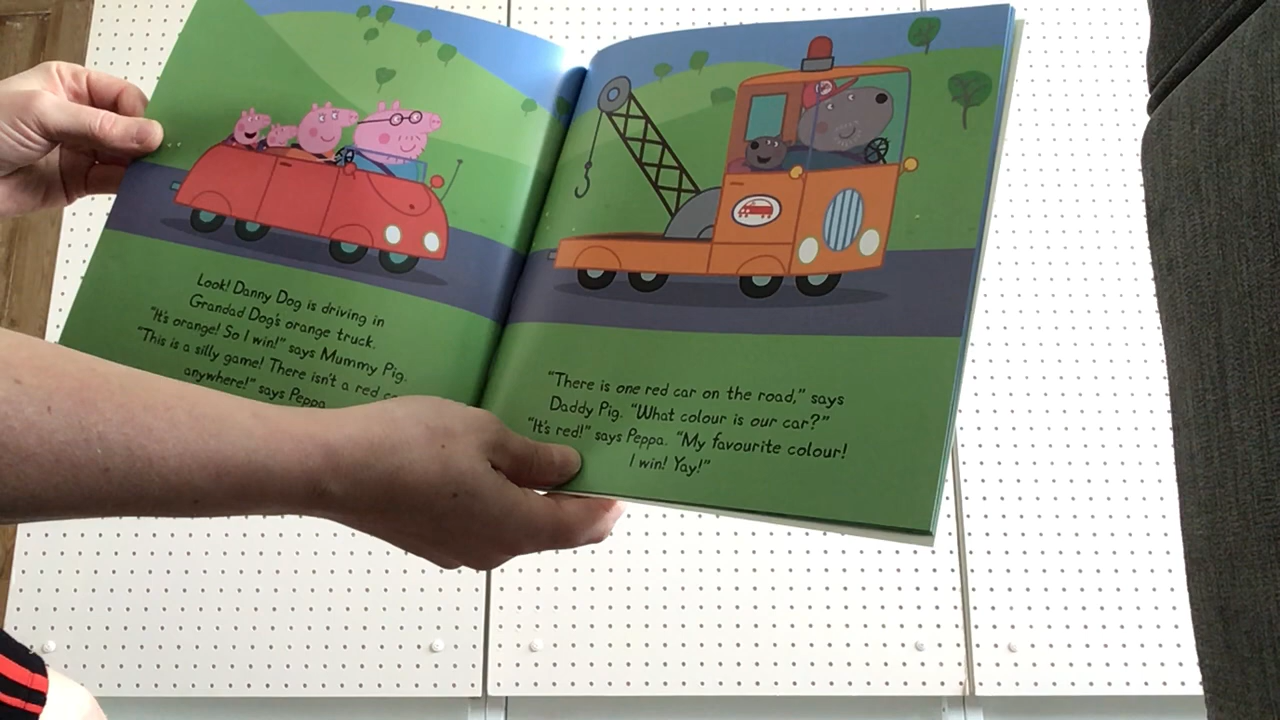 Look! Danny Dog is driving in
Grandad Dog's orange truck.
"It's orange! So I win!" says Mummy Pig.
"This is a silly game! There isn't a red
anywhere!" says Peppa
"There is one red car on the road," says
Daddy Pig. "What colour is our car?"
"It's red!" says Peppa. "My favourite colour!
I win! Yay!"